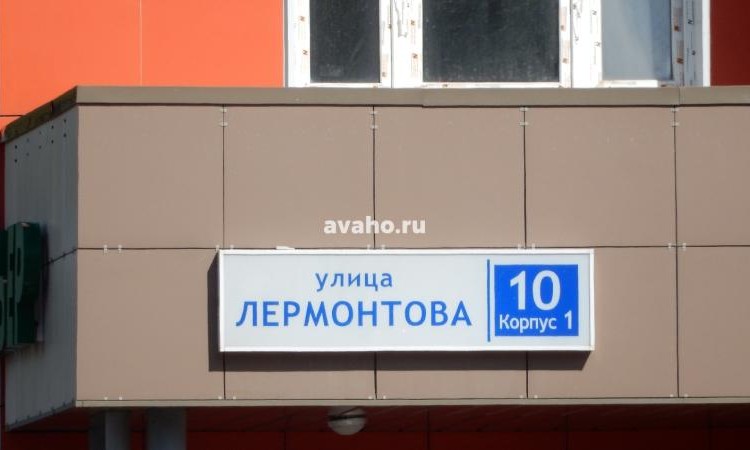 avaho.ru
улица
ЛЕРМОНТОВА
10
Корпус 1